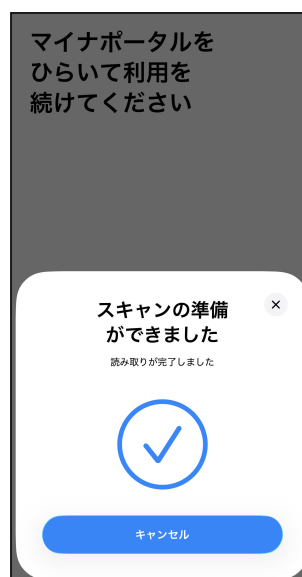 マイナポータルを
ひらいて利用を
続けてください
スキャンの準備
ができました
読み取りが完了しました
キャンセル